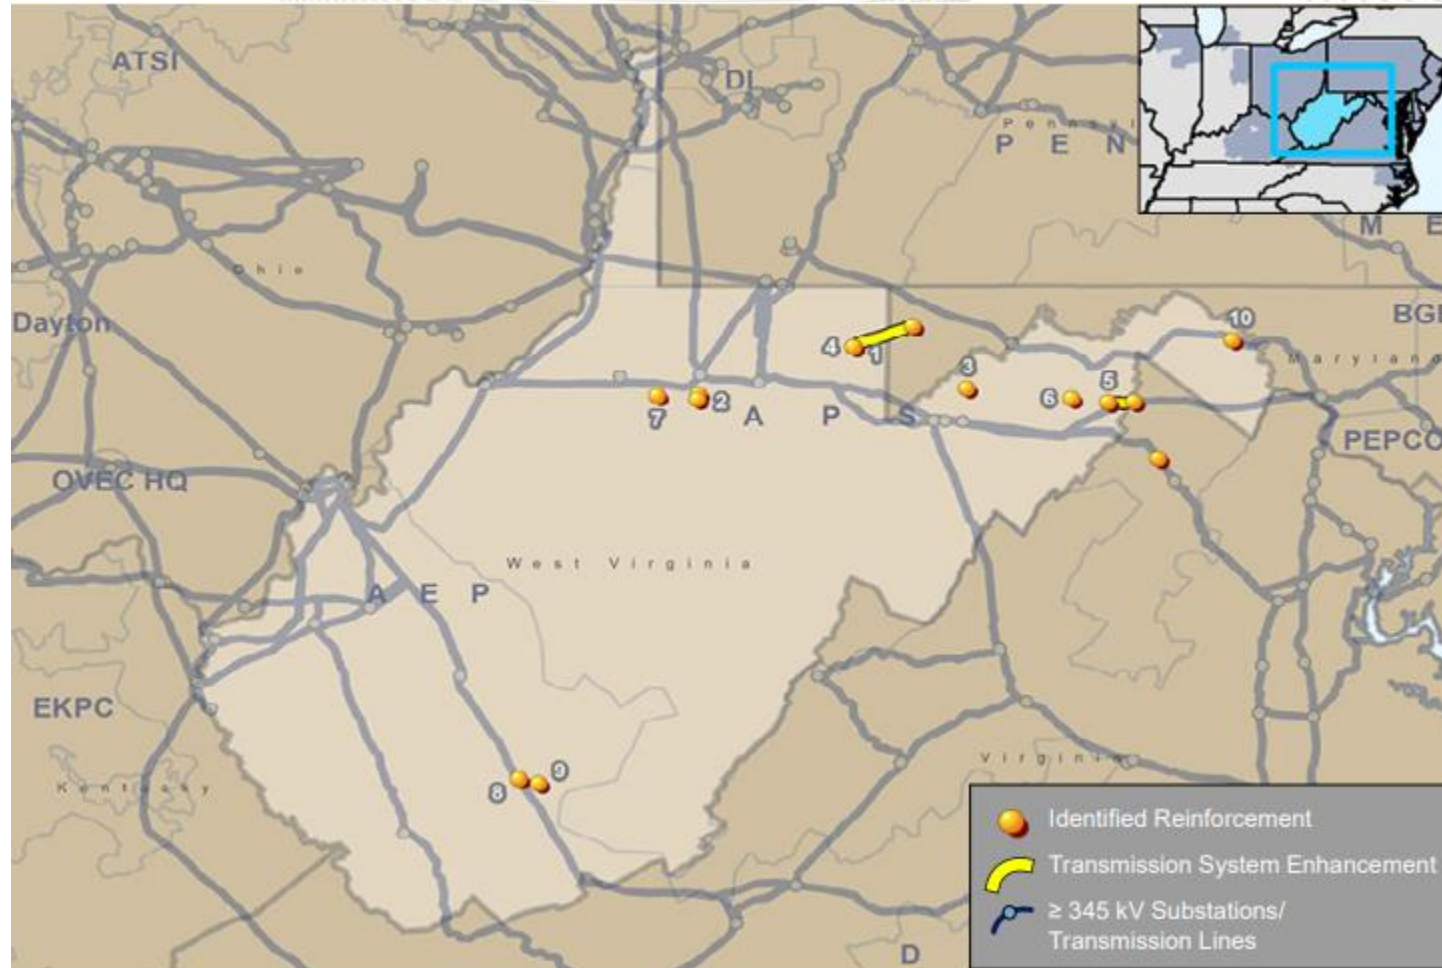 ATSI
DL
Pennsyl
P E N
M E
Ohio
Dayton
BGE
10
4
1
Maryland
3
5
6
7
2
A P S
PEPCO
OVEC HQ
West Virginia
A E P
EKPC
Virginia
Kentucky
8
9
D
Identified Reinforcement
Transmission System Enhancement
≥ 345 kV Substations/
Transmission Lines